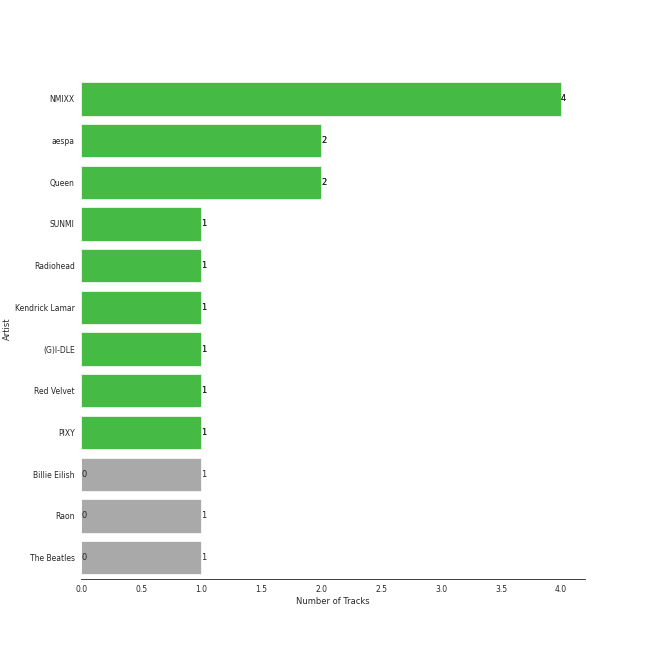 NMIXX 4
aespa 2
Queen 2
SUNMI 1
Radiohead 1
Kendrick Lamar 1
(G)I-DLE 1
Red Velvet 1
PIXY 1
Billie Eilish 0 1
Raon 0 1
The Beatles 0 1
Artist
0.0 0.5 1.0 1.5 2.0 2.5 3.0 3.5 4.0
Number of Tracks